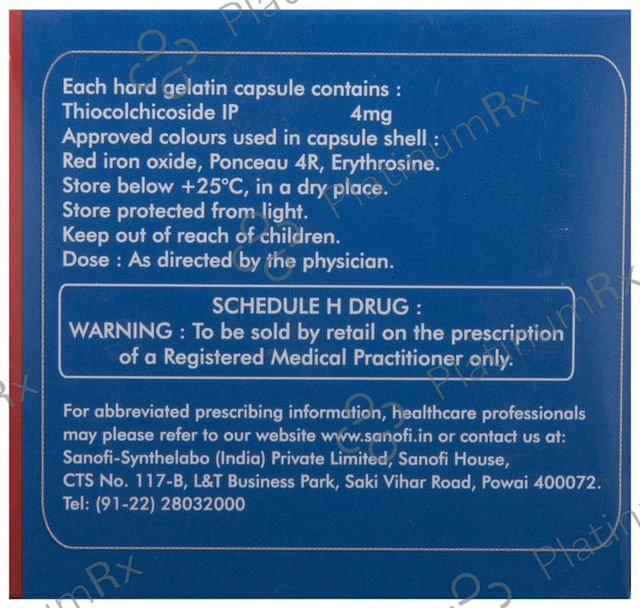 Each hard gelatin capsule contains :
Thiocolchicoside IP 4mg
Approved colours used in capsule shell :
Red iron oxide, Ponceau 4R, Erythrosine.
Store below +25°C, in a dry place.
Store protected from light.
Keep out of reach of children.
Dose : As directed by the physician.
SCHEDULE H DRUG :
WARNING : To be sold by retail on the prescription
of a Registered Medical Practitioner only.
For abbreviated prescribing information, healthcare professionals
may please refer to our website www.sanofi.in or contact us at:
Sanofi-Synthelabo (India) Private Limited, Sanofi House,
CTS No. 117-B, L&T Business Park, Saki Vihar Road, Powai 400072.
Tel: (91-22) 28032000
PlatinumRx
PlatinumRx
PlatinumRx